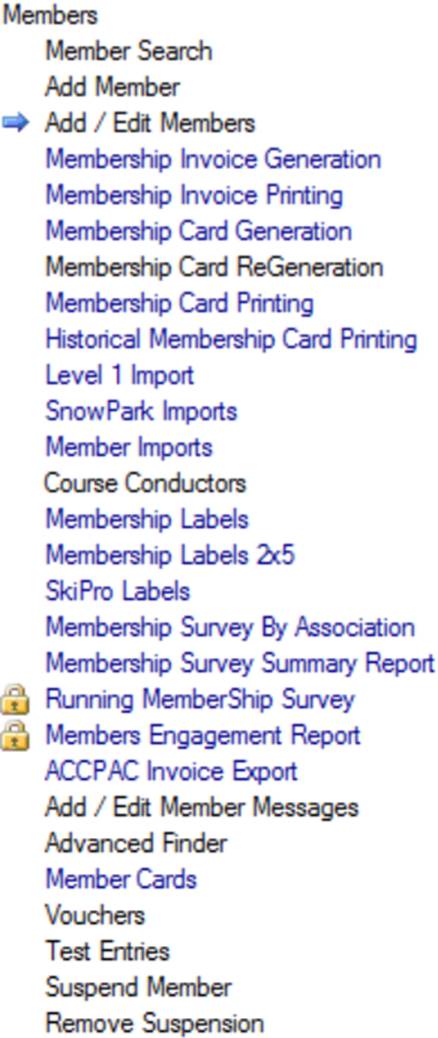 Members
Member Search
Add Member
Add / Edit Members
Membership Invoice Generation
Membership Invoice Printing
Membership Card Generation
Membership Card ReGeneration
Membership Card Printing
Historical Membership Card Printing
Level 1 Import
SnowPark Imports
Member Imports
Course Conductors
Membership Labels
Membership Labels 2x5
SkiPro Labels
Membership Survey By Association
Membership Survey Summary Report
Running MemberShip Survey
Members Engagement Report
ACCPAC Invoice Export
Add / Edit Member Messages
Advanced Finder
Member Cards
Vouchers
Test Entries
Suspend Member
Remove Suspension